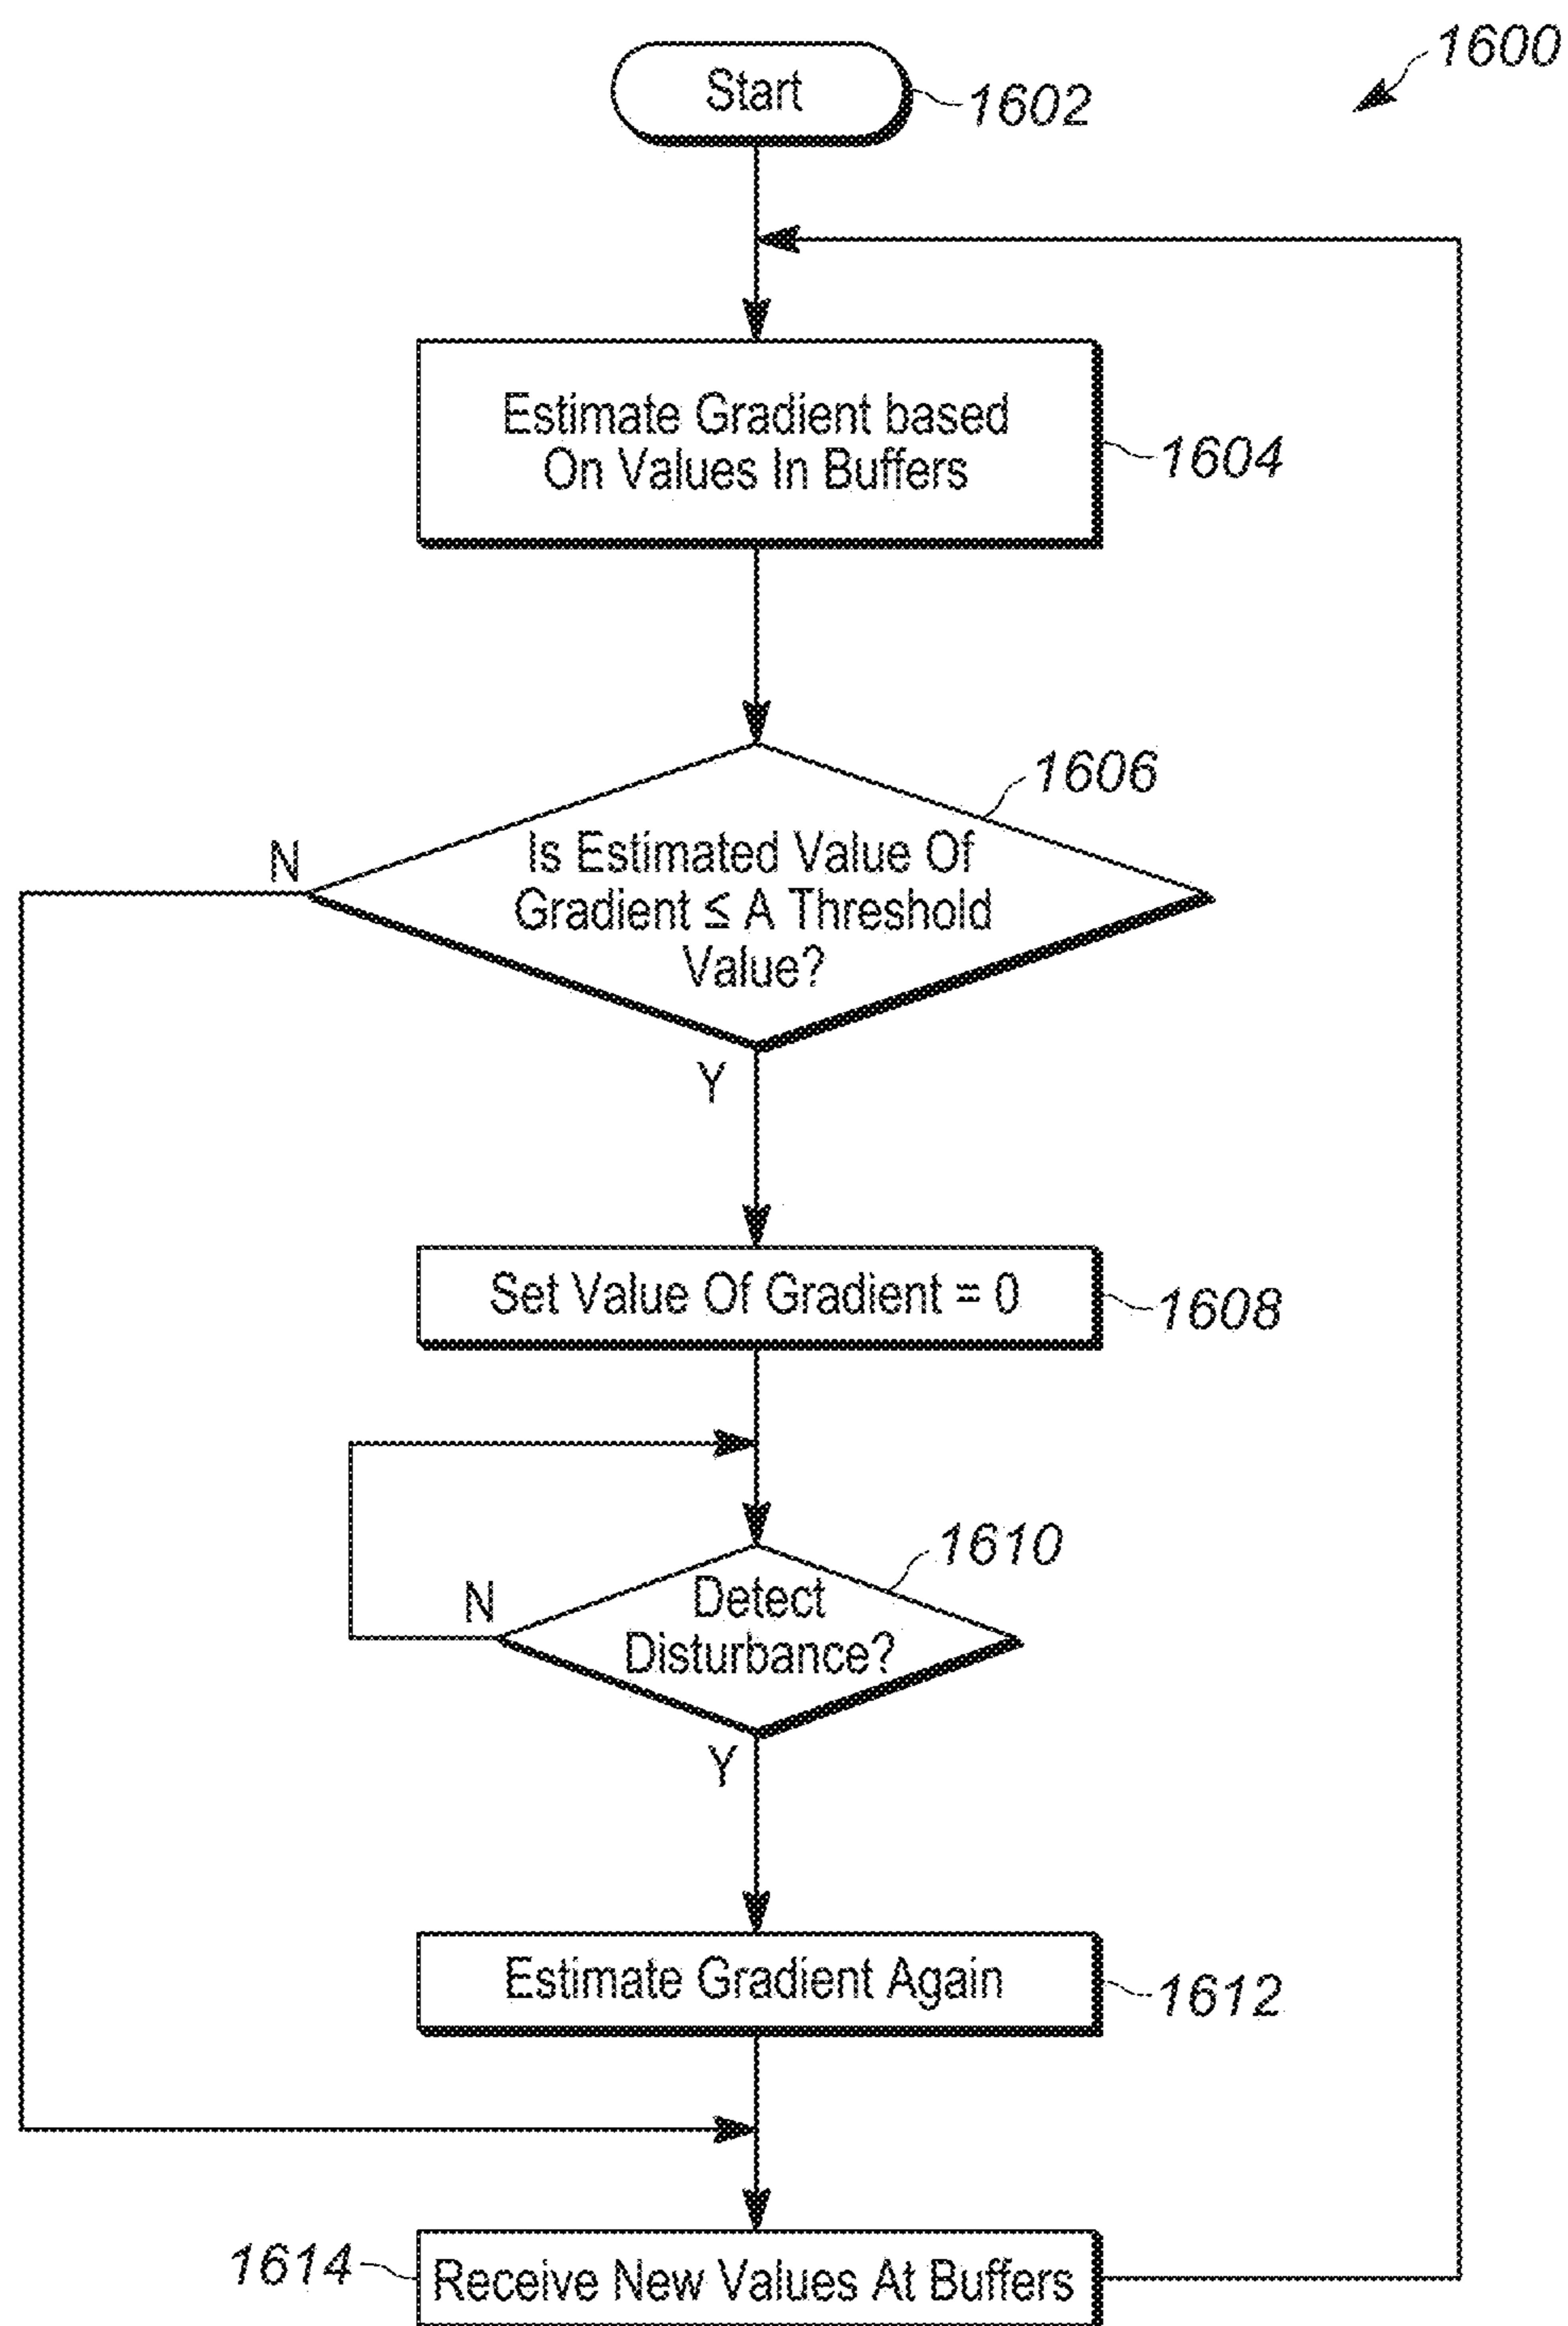 1600
Start
1602
Estimate Gradient based
On Values In Buffers
1604
1606
N
Is Estimated Value Of
Gradient ≤ A Threshold
Value?
Y
Set Value Of Gradient = 0
1608
1610
N
Detect
Disturbance?
Y
Estimate Gradient Again
1612
1614
Receive New Values At Buffers